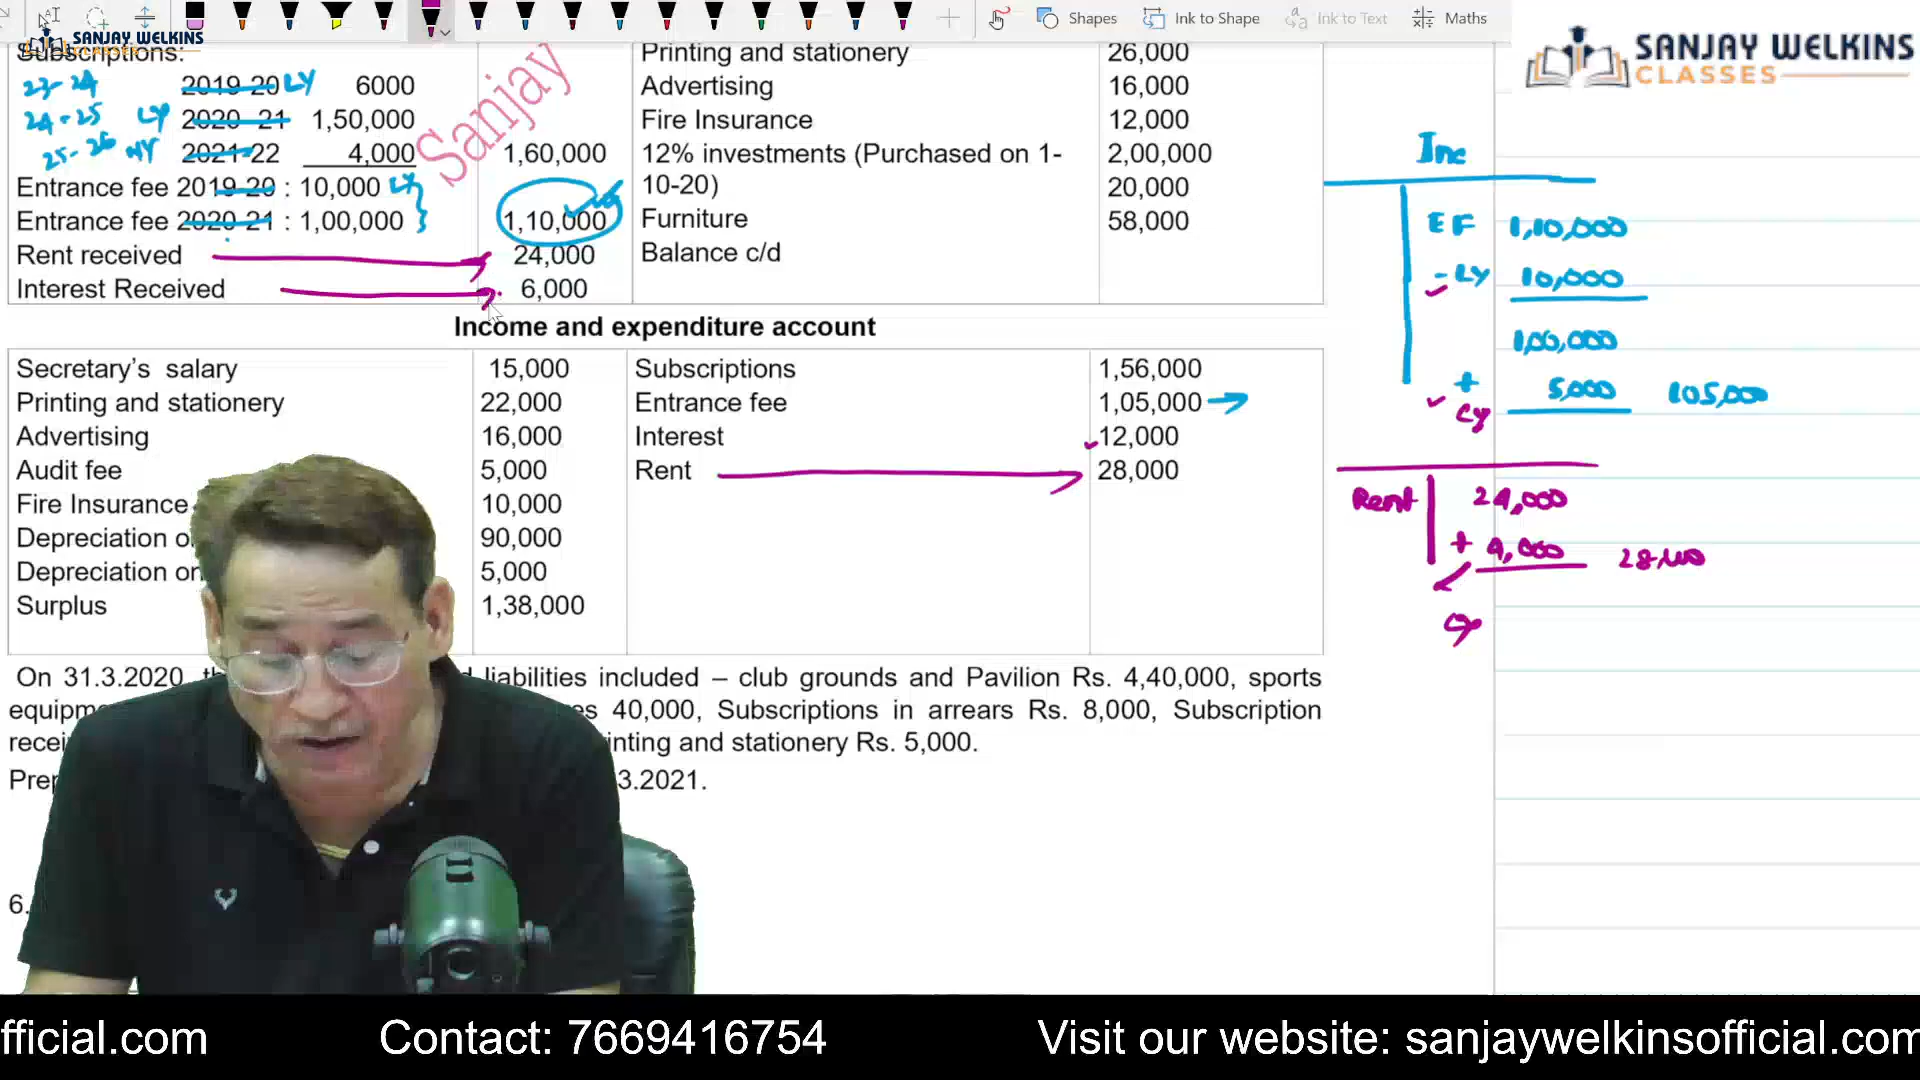 Shapes
Ink to Shape
Ink to Text
Maths
SANJAY WELKINS
CLASSES
SANJAY WELKINS
CLASSES
Subscriptions:
23-24 2019-20 LY 6000
24-25 CY 2020-21 1,50,000
25-26 NY 2021-22 4,000 1,60,000
Entrance fee 2019-20 : 10,000 LY
Entrance fee 2020-21 : 1,00,000 1,10,000
Rent received 24,000
Interest Received 6,000
Sanjay
Printing and stationery 26,000
Advertising 16,000
Fire Insurance 12,000
12% investments (Purchased on 1- 2,00,000
10-20) 20,000
Furniture 58,000
Balance c/d
Income and expenditure account
Secretary's salary 15,000 Subscriptions 1,56,000
Printing and stationery 22,000 Entrance fee 1,05,000
Advertising 16,000 Interest 12,000
Audit fee 5,000 Rent 28,000
Fire Insurance 10,000
Depreciation o 90,000
Depreciation on 5,000
Surplus 1,38,000
On 31.3.2020, th d liabilities included – club grounds and Pavilion Rs. 4,40,000, sports
equipm es 40,000, Subscriptions in arrears Rs. 8,000, Subscription
recei inting and stationery Rs. 5,000.
Prep 3.2021.
6.
Inc
EF 1,10,000
- LY 10,000
1,00,000
+ 5,000 105,000
CY
Rent 24,000
+ 4,000 28,000
CY
fficial.com Contact: 7669416754 Visit our website: sanjaywelkinsofficial.com